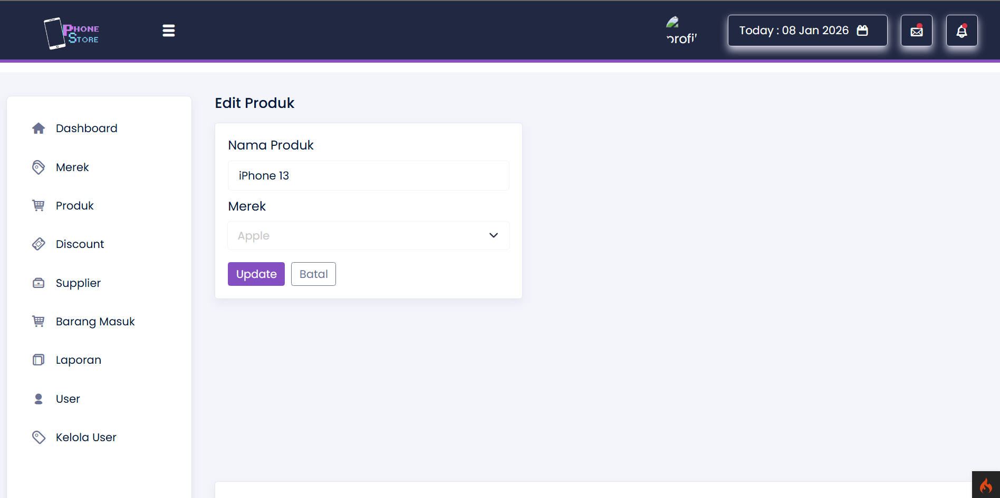 PHONE
STORE
profil
Today : 08 Jan 2026
Dashboard
Merek
Produk
Discount
Supplier
Barang Masuk
Laporan
User
Kelola User
Edit Produk
Nama Produk
iPhone 13
Merek
Apple
Update
Batal